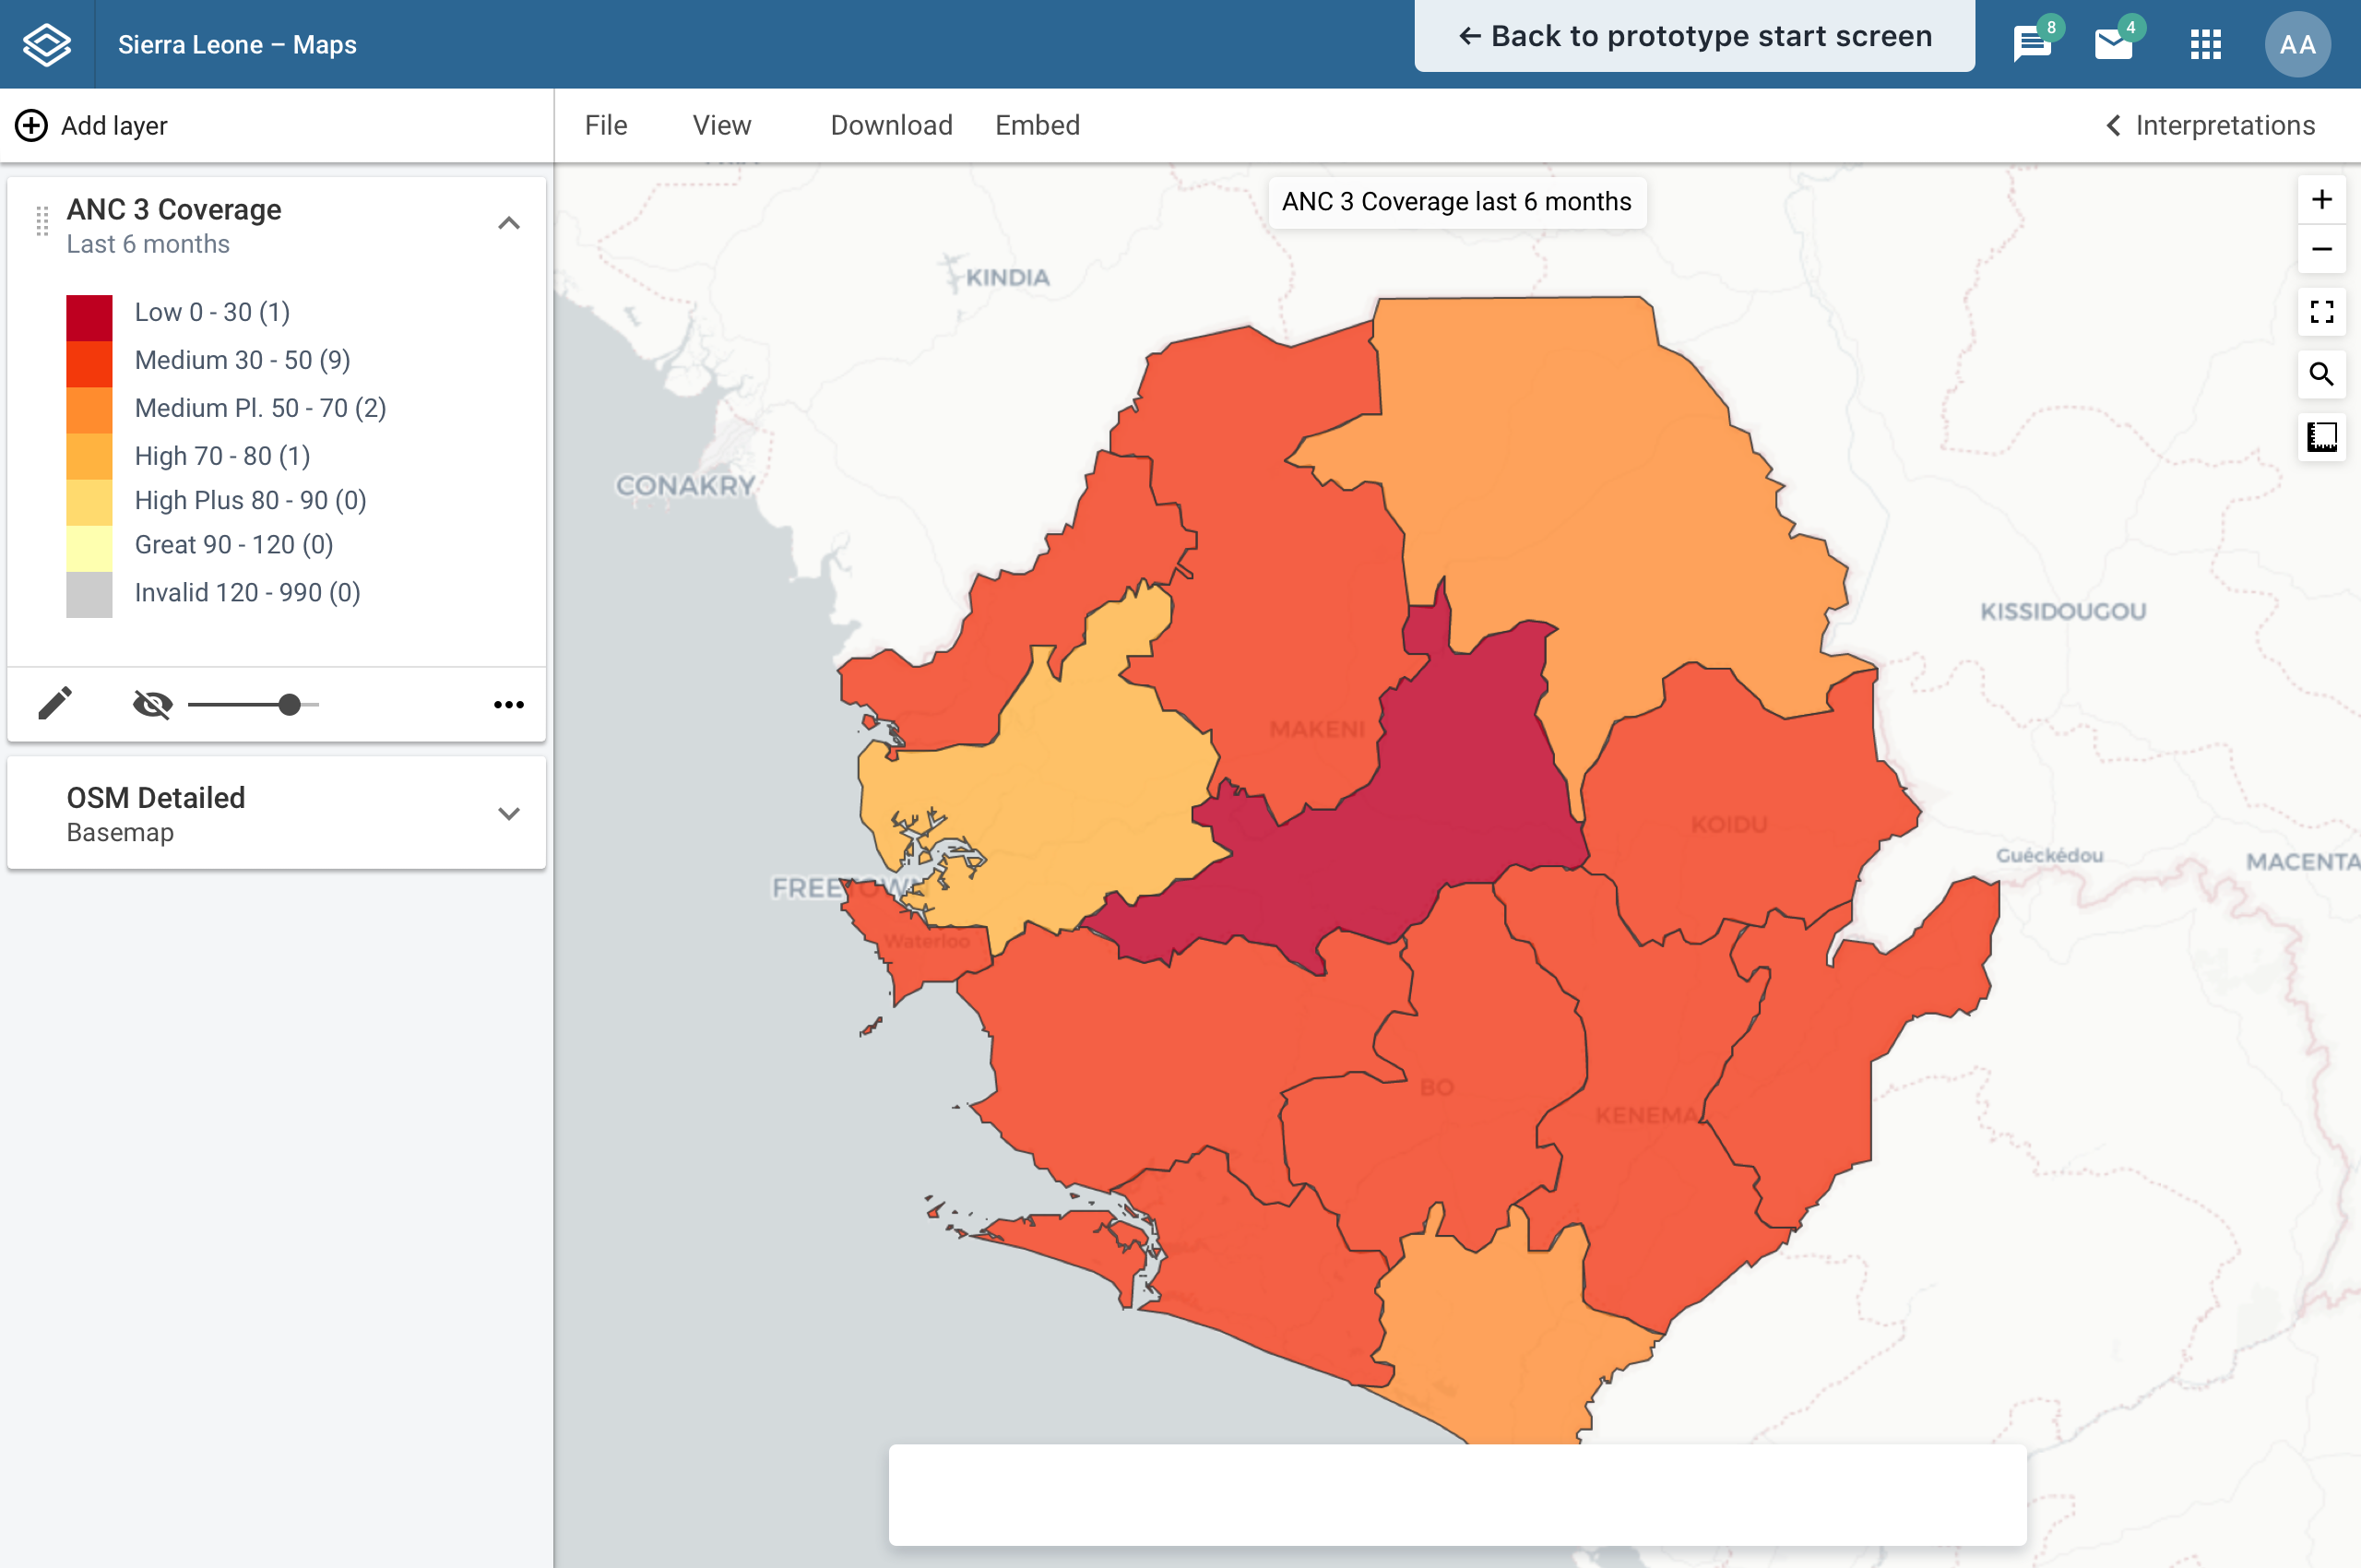 Sierra Leone – Maps
← Back to prototype start screen
8
4
AA
Add layer
File
View
Download
Embed
Interpretations
ANC 3 Coverage
Last 6 months
Low 0 - 30 (1)
Medium 30 - 50 (9)
Medium Pl. 50 - 70 (2)
High 70 - 80 (1)
High Plus 80 - 90 (0)
Great 90 - 120 (0)
Invalid 120 - 990 (0)
OSM Detailed
Basemap
ANC 3 Coverage last 6 months
KINDIA
CONAKRY
KISSIDOUGOU
MAKENI
KOIDU
Guéckédou
MACENTA
FREETOWN
Waterloo
BO
KENEMA